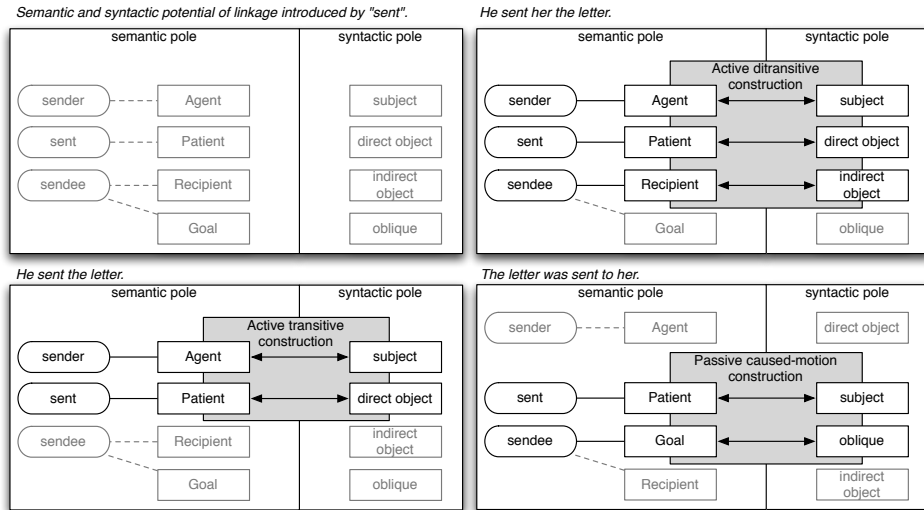 Semantic and syntactic potential of linkage introduced by "sent".
semantic pole
syntactic pole
sender
Agent
subject
sent
Patient
direct object
sendee
Recipient
indirect
object
Goal
oblique
He sent her the letter.
semantic pole
syntactic pole
Active ditransitive
construction
sender
Agent
subject
sent
Patient
direct object
sendee
Recipient
indirect
object
Goal
oblique
He sent the letter.
semantic pole
syntactic pole
Active transitive
construction
sender
Agent
subject
sent
Patient
direct object
sendee
Recipient
indirect
object
Goal
oblique
The letter was sent to her.
semantic pole
syntactic pole
sender
Agent
direct object
Passive caused-motion
construction
sent
Patient
subject
sendee
Goal
oblique
Recipient
indirect
object